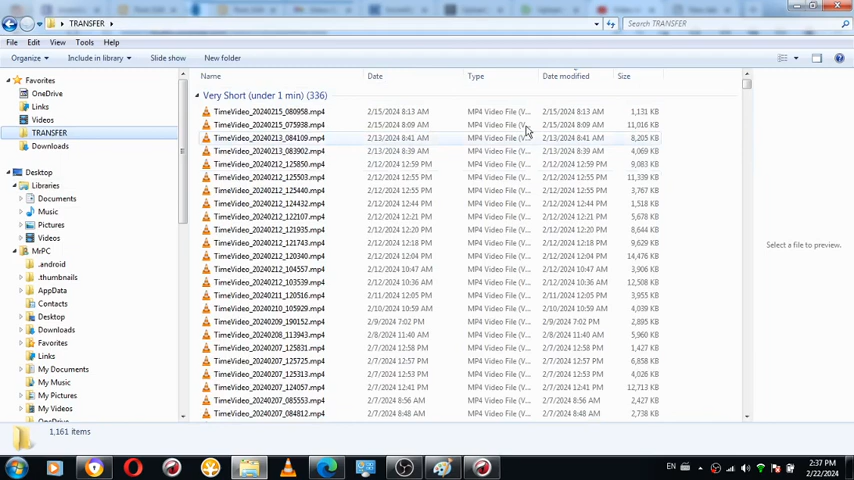 TRANSFER
Search TRANSFER
File Edit View Tools Help
Organize Include in library Slide show New folder
Name Date Type Date modified Size
Favorites
OneDrive
Links
Videos
TRANSFER
Downloads
Desktop
Libraries
Documents
Music
Pictures
Videos
MrPC
.android
.thumbnails
AppData
Contacts
Desktop
Downloads
Favorites
Links
My Documents
My Music
My Pictures
My Videos
OneDrive
Very Short (under 1 min) (336)
TimeVideo_20240215_080958.mp4 2/15/2024 8:13 AM MP4 Video File (V... 2/15/2024 8:13 AM 1,131 KB
TimeVideo_20240215_075938.mp4 2/15/2024 8:09 AM MP4 Video File (V... 2/15/2024 8:09 AM 11,016 KB
TimeVideo_20240213_084109.mp4 2/13/2024 8:41 AM MP4 Video File (V... 2/13/2024 8:41 AM 8,205 KB
TimeVideo_20240213_083902.mp4 2/13/2024 8:39 AM MP4 Video File (V... 2/13/2024 8:39 AM 4,069 KB
TimeVideo_20240212_125850.mp4 2/12/2024 12:59 PM MP4 Video File (V... 2/12/2024 12:59 PM 9,083 KB
TimeVideo_20240212_125503.mp4 2/12/2024 12:55 PM MP4 Video File (V... 2/12/2024 12:55 PM 11,339 KB
TimeVideo_20240212_125440.mp4 2/12/2024 12:55 PM MP4 Video File (V... 2/12/2024 12:55 PM 3,767 KB
TimeVideo_20240212_124432.mp4 2/12/2024 12:44 PM MP4 Video File (V... 2/12/2024 12:44 PM 1,518 KB
TimeVideo_20240212_122107.mp4 2/12/2024 12:21 PM MP4 Video File (V... 2/12/2024 12:21 PM 5,678 KB
TimeVideo_20240212_121935.mp4 2/12/2024 12:20 PM MP4 Video File (V... 2/12/2024 12:20 PM 8,644 KB
TimeVideo_20240212_121743.mp4 2/12/2024 12:18 PM MP4 Video File (V... 2/12/2024 12:18 PM 9,629 KB
TimeVideo_20240212_120340.mp4 2/12/2024 12:04 PM MP4 Video File (V... 2/12/2024 12:04 PM 14,476 KB
TimeVideo_20240212_104557.mp4 2/12/2024 10:47 AM MP4 Video File (V... 2/12/2024 10:47 AM 3,906 KB
TimeVideo_20240212_103539.mp4 2/12/2024 10:36 AM MP4 Video File (V... 2/12/2024 10:36 AM 12,508 KB
TimeVideo_20240211_120516.mp4 2/11/2024 12:05 PM MP4 Video File (V... 2/11/2024 12:05 PM 3,955 KB
TimeVideo_20240210_105929.mp4 2/10/2024 10:59 AM MP4 Video File (V... 2/10/2024 10:59 AM 4,039 KB
TimeVideo_20240209_190152.mp4 2/9/2024 7:02 PM MP4 Video File (V... 2/9/2024 7:02 PM 2,895 KB
TimeVideo_20240208_113943.mp4 2/8/2024 11:40 AM MP4 Video File (V... 2/8/2024 11:40 AM 5,960 KB
TimeVideo_20240207_125831.mp4 2/7/2024 12:58 PM MP4 Video File (V... 2/7/2024 12:58 PM 1,427 KB
TimeVideo_20240207_125725.mp4 2/7/2024 12:57 PM MP4 Video File (V... 2/7/2024 12:57 PM 6,858 KB
TimeVideo_20240207_125313.mp4 2/7/2024 12:53 PM MP4 Video File (V... 2/7/2024 12:53 PM 4,026 KB
TimeVideo_20240207_124057.mp4 2/7/2024 12:41 PM MP4 Video File (V... 2/7/2024 12:41 PM 12,713 KB
TimeVideo_20240207_085553.mp4 2/7/2024 8:56 AM MP4 Video File (V... 2/7/2024 8:56 AM 2,427 KB
TimeVideo_20240207_084812.mp4 2/7/2024 8:48 AM MP4 Video File (V... 2/7/2024 8:48 AM 2,738 KB
Select a file to preview.
1,161 items
EN
2:37 PM
2/22/2024